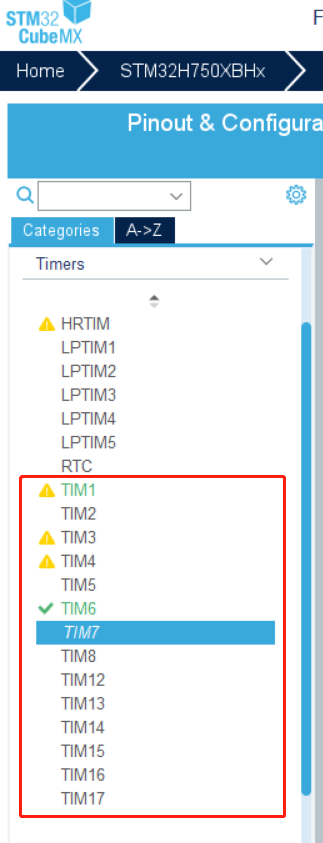 STM32
CubeMX
F
Home
STM32H750XBHx
Pinout & Configura
Categories
A->Z
Timers
HRTIM
LPTIM1
LPTIM2
LPTIM3
LPTIM4
LPTIM5
RTC
TIM1
TIM2
TIM3
TIM4
TIM5
TIM6
TIM7
TIM8
TIM12
TIM13
TIM14
TIM15
TIM16
TIM17